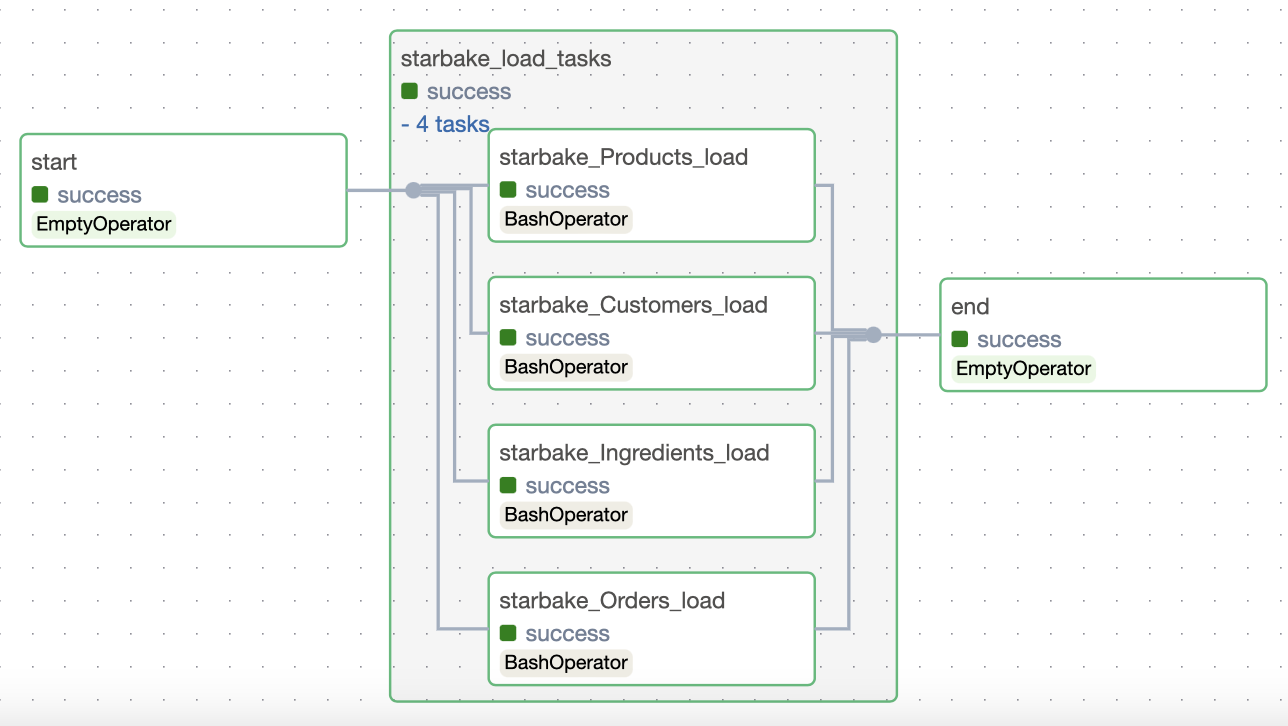 starbake_load_tasks
success
- 4 tasks
start
success
EmptyOperator
starbake_Products_load
success
BashOperator
starbake_Customers_load
success
BashOperator
starbake_Ingredients_load
success
BashOperator
starbake_Orders_load
success
BashOperator
end
success
EmptyOperator